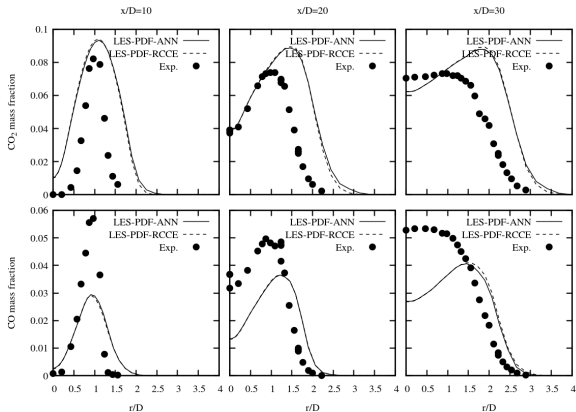 x/D=10 x/D=20 x/D=30
0.1
LES-PDF-ANN LES-PDF-ANN LES-PDF-ANN
LES-PDF-RCCE LES-PDF-RCCE LES-PDF-RCCE
Exp. Exp. Exp.
0.08
0.06
0.04
0.02
0
CO2 mass fraction
0.06
LES-PDF-ANN LES-PDF-ANN LES-PDF-ANN
LES-PDF-RCCE LES-PDF-RCCE LES-PDF-RCCE
Exp. Exp. Exp.
0.05
0.04
0.03
0.02
0.01
0
CO mass fraction
0 0.5 1 1.5 2 2.5 3 3.5 4 0 0.5 1 1.5 2 2.5 3 3.5 4 0 0.5 1 1.5 2 2.5 3 3.5 4
r/D r/D r/D